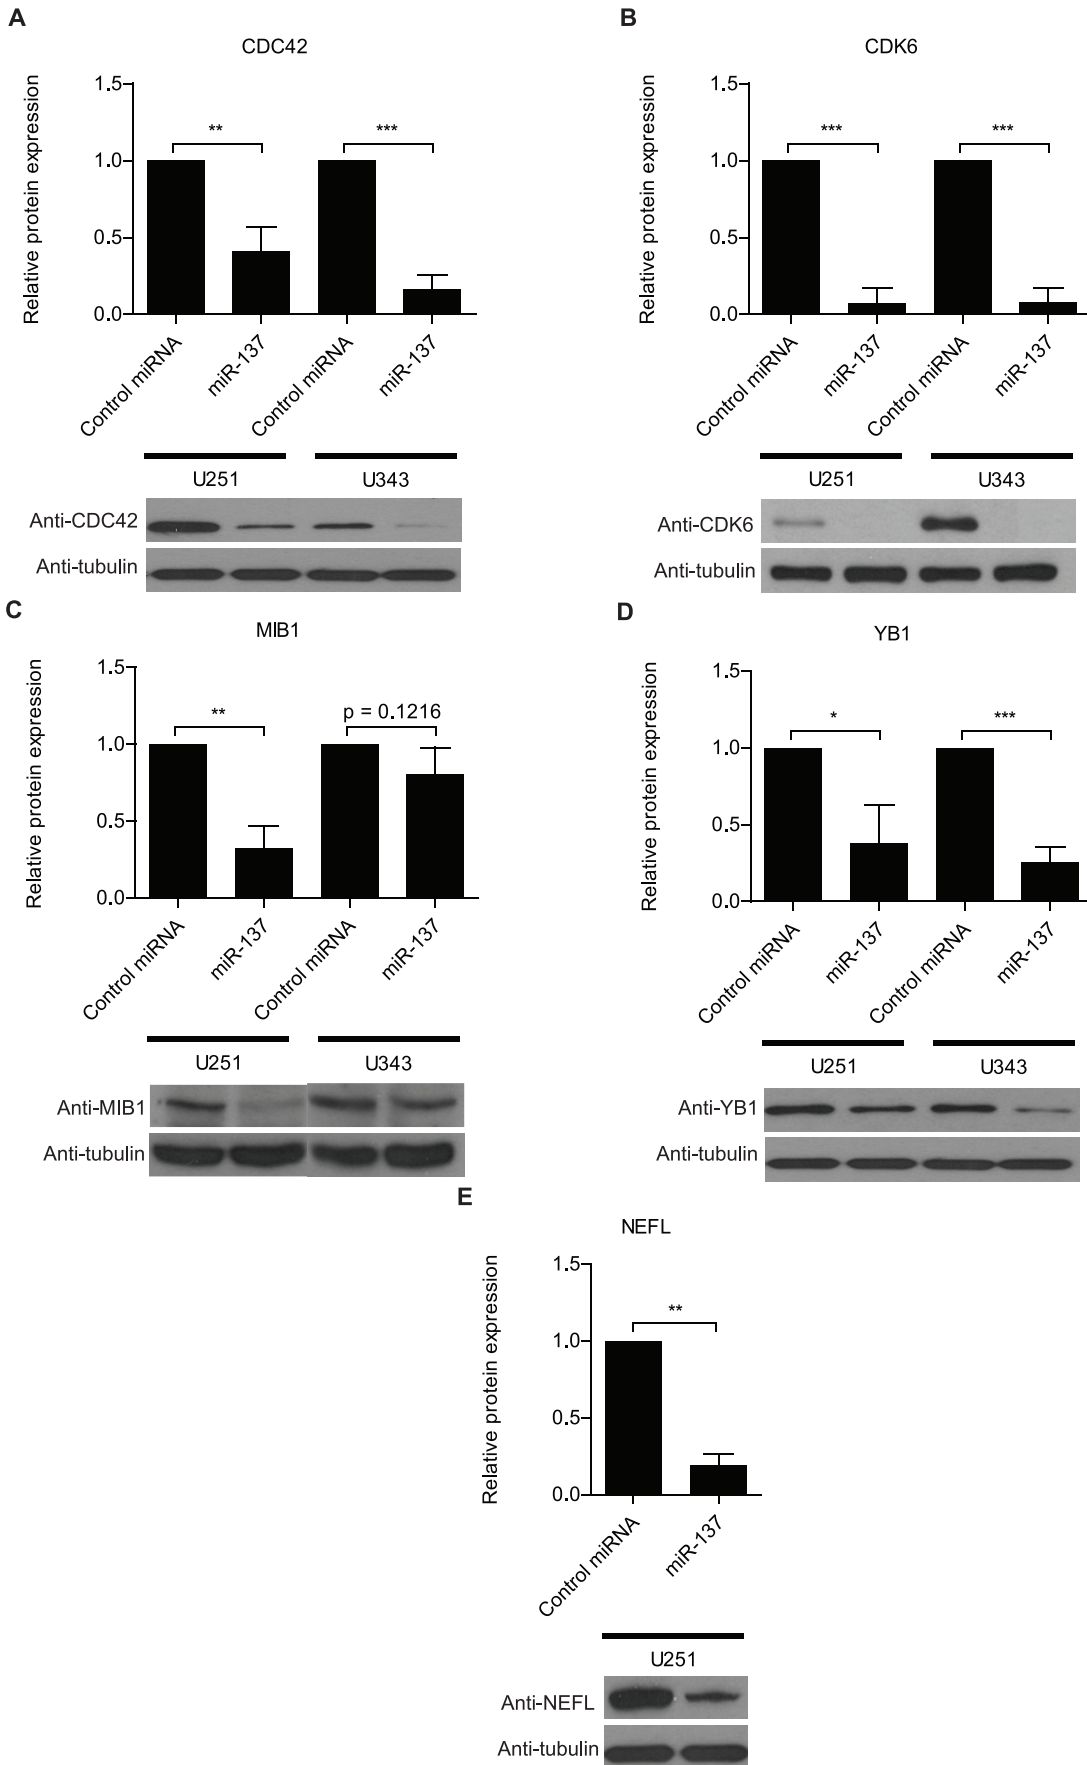 A
CDC42
Relative protein expression
1.5
1.0
0.5
0.0
**
***
Control miRNA
miR-137
Control miRNA
miR-137
U251
U343
Anti-CDC42
Anti-tubulin
B
CDK6
Relative protein expression
1.5
1.0
0.5
0.0
***
***
Control miRNA
miR-137
Control miRNA
miR-137
U251
U343
Anti-CDK6
Anti-tubulin
C
MIB1
Relative protein expression
1.5
1.0
0.5
0.0
**
p = 0.1216
Control miRNA
miR-137
Control miRNA
miR-137
U251
U343
Anti-MIB1
Anti-tubulin
D
YB1
Relative protein expression
1.5
1.0
0.5
0.0
*
***
Control miRNA
miR-137
Control miRNA
miR-137
U251
U343
Anti-YB1
Anti-tubulin
E
NEFL
Relative protein expression
1.5
1.0
0.5
0.0
**
Control miRNA
miR-137
U251
Anti-NEFL
Anti-tubulin